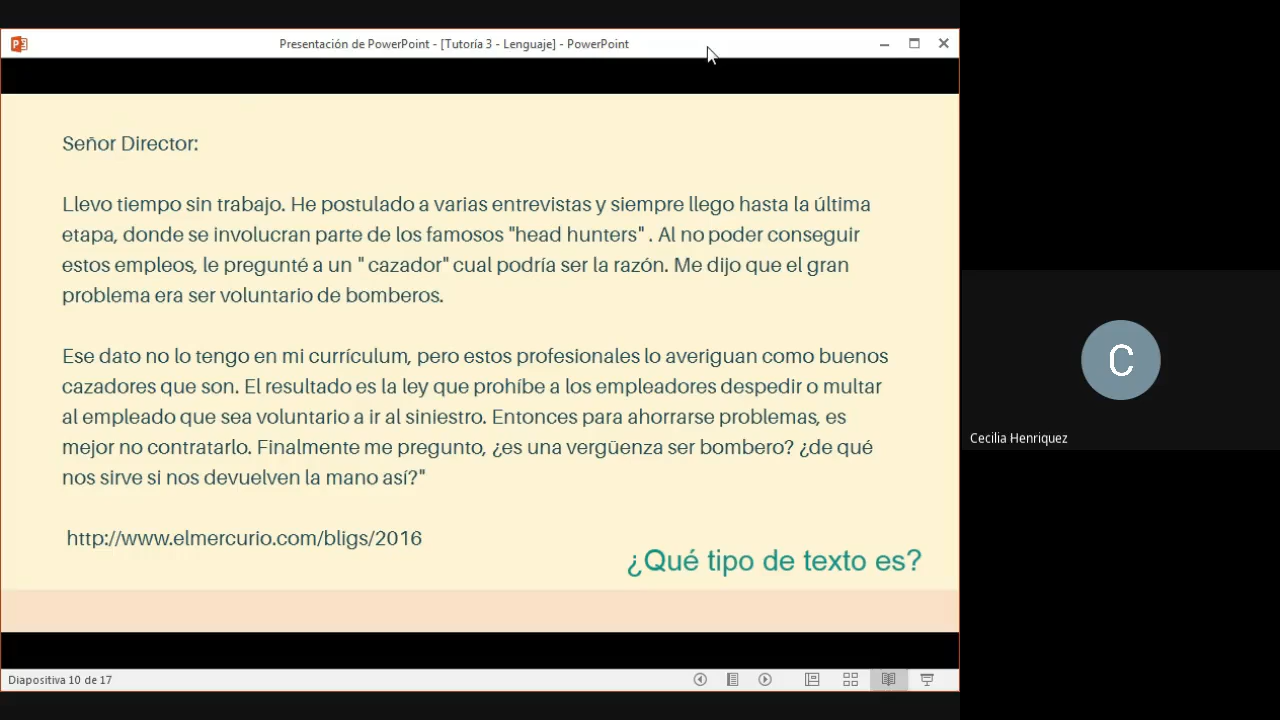 Presentación de PowerPoint - [Tutoría 3 - Lenguaje] - PowerPoint
Señor Director:
Llevo tiempo sin trabajo. He postulado a varias entrevistas y siempre llego hasta la última
etapa, donde se involucran parte de los famosos "head hunters" . Al no poder conseguir
estos empleos, le pregunté a un " cazador" cual podría ser la razón. Me dijo que el gran
problema era ser voluntario de bomberos.
Ese dato no lo tengo en mi currículum, pero estos profesionales lo averiguan como buenos
cazadores que son. El resultado es la ley que prohíbe a los empleadores despedir o multar
al empleado que sea voluntario a ir al siniestro. Entonces para ahorrarse problemas, es
mejor no contratarlo. Finalmente me pregunto, ¿es una vergüenza ser bombero? ¿de qué
nos sirve si nos devuelven la mano así?"
http://www.elmercurio.com/bligs/2016
¿Qué tipo de texto es?
Diapositiva 10 de 17
C
Cecilia Henriquez